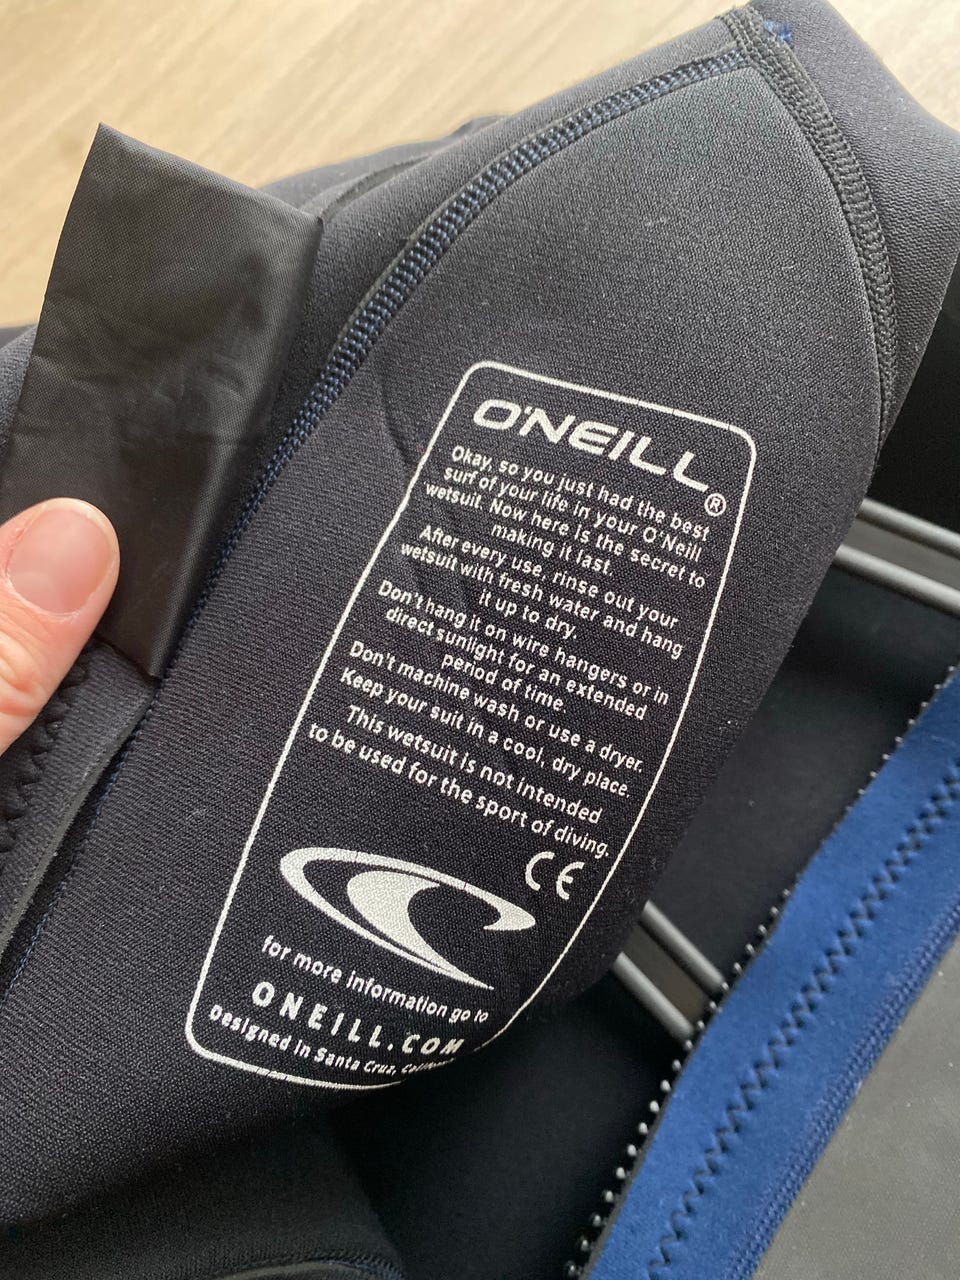 O'NEILL®
Okay, so you just had the best
surf of your life in your O'Neill
wetsuit. Now here is the secret to
making it last.
After every use, rinse out your
wetsuit with fresh water and hang
it up to dry.
Don't hang it on wire hangers or in
direct sunlight for an extended
period of time.
Don't machine wash or use a dryer.
Keep your suit in a cool, dry place.
This wetsuit is not intended
to be used for the sport of diving.
CE
for more information go to
ONEILL.COM
Designed in Santa Cruz, California